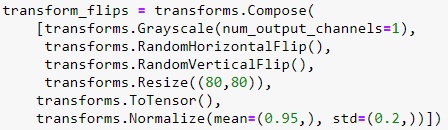 transform_flips = transforms.Compose(
    [transforms.Grayscale(num_output_channels=1),
     transforms.RandomHorizontalFlip(),
     transforms.RandomVerticalFlip(),
     transforms.Resize((80,80)),
    transforms.ToTensor(),
    transforms.Normalize(mean=(0.95,), std=(0.2,))])